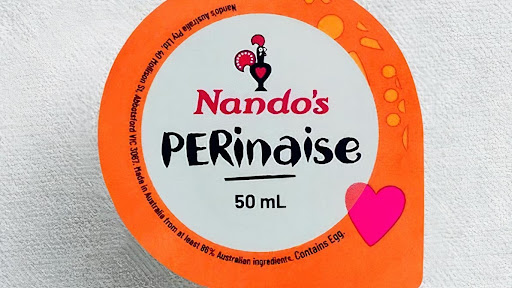 Nando's
PERinaise
50 mL
Nando's Australia Pty Ltd. 40 Mollison St, Abbotsford VIC 3067. Made in Australia from at least 86% Australian ingredients. Contains Egg.